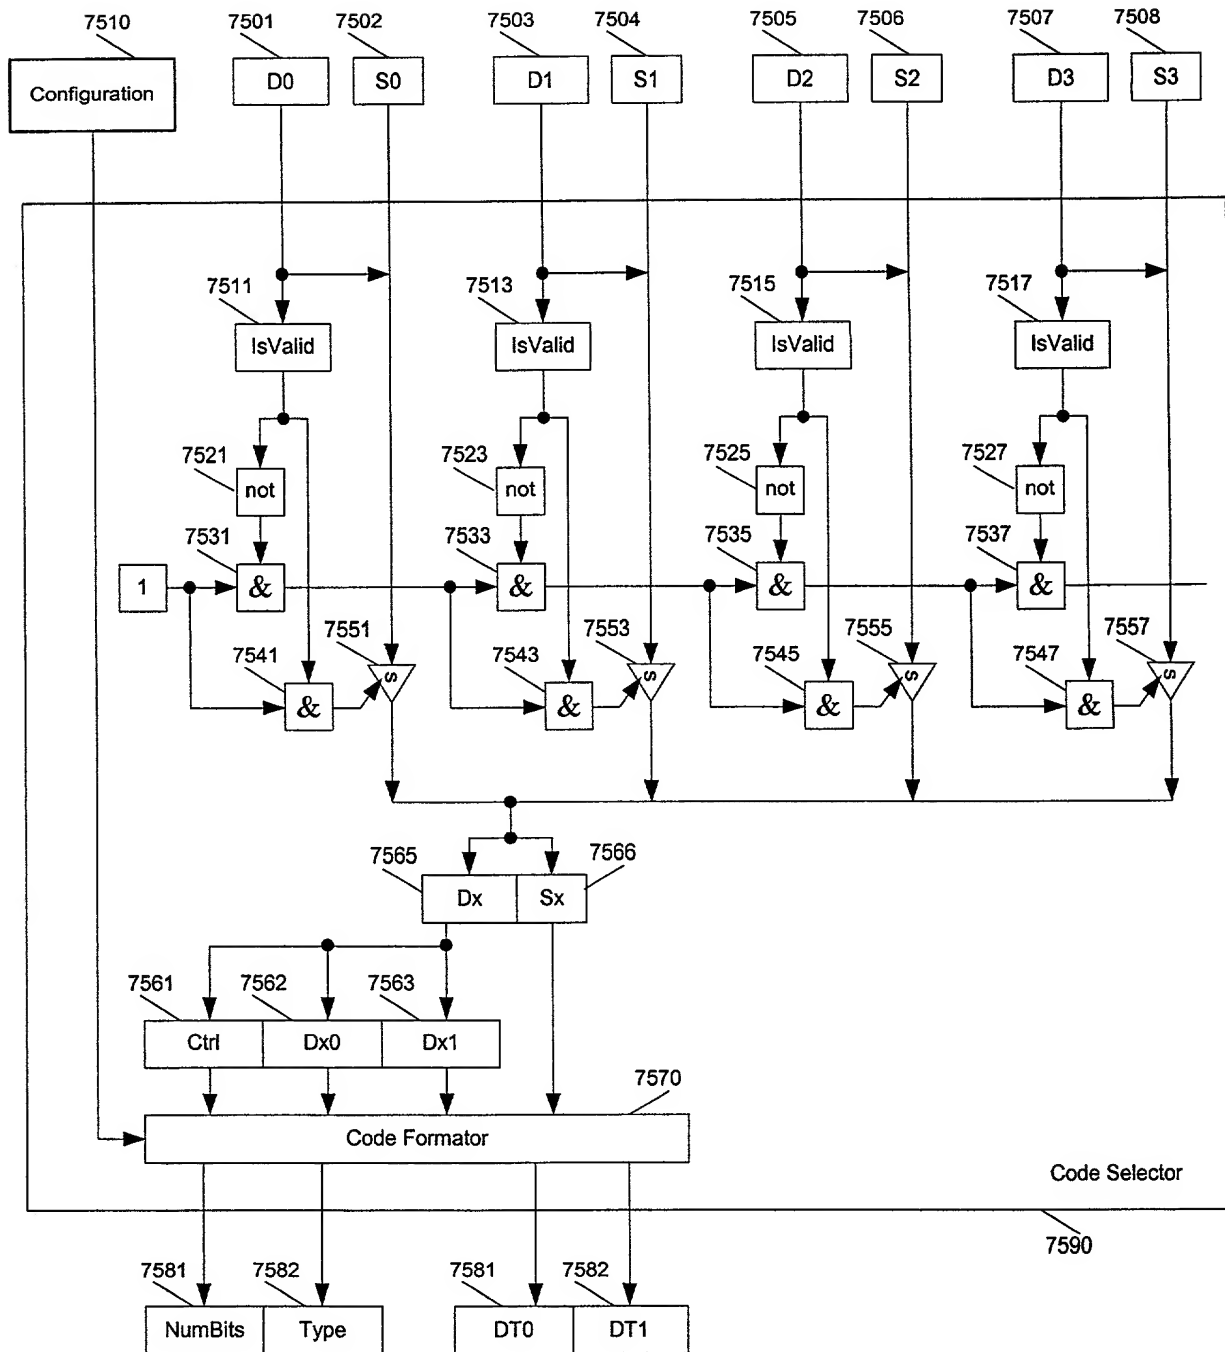 7510 7501 7502 7503 7504 7505 7506 7507 7508
Configuration D0 S0 D1 S1 D2 S2 D3 S3
7511 7513 7515 7517
IsValid IsValid IsValid IsValid
7521 7523 7525 7527
not not not not
7531 7533 7535 7537
1 & & & &
7541 7551 7543 7553 7545 7555 7547 7557
& s & s & s & s
7565 7566
Dx Sx
7561 7562 7563
Ctrl Dx0 Dx1
7570
Code Formator
Code Selector
7590
7581 7582 7581 7582
NumBits Type DT0 DT1